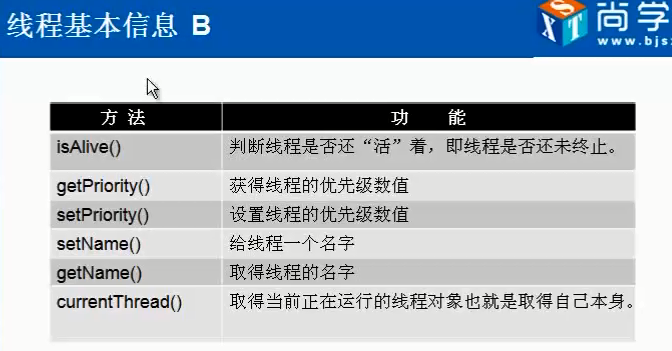 线程基本信息 B
尚学
www.bjs
XST
方法 功 能
isAlive() 判断线程是否还“活”着，即线程是否还未终止。
getPriority() 获得线程的优先级数值
setPriority() 设置线程的优先级数值
setName() 给线程一个名字
getName() 取得线程的名字
currentThread() 取得当前正在运行的线程对象也就是取得自己本身。